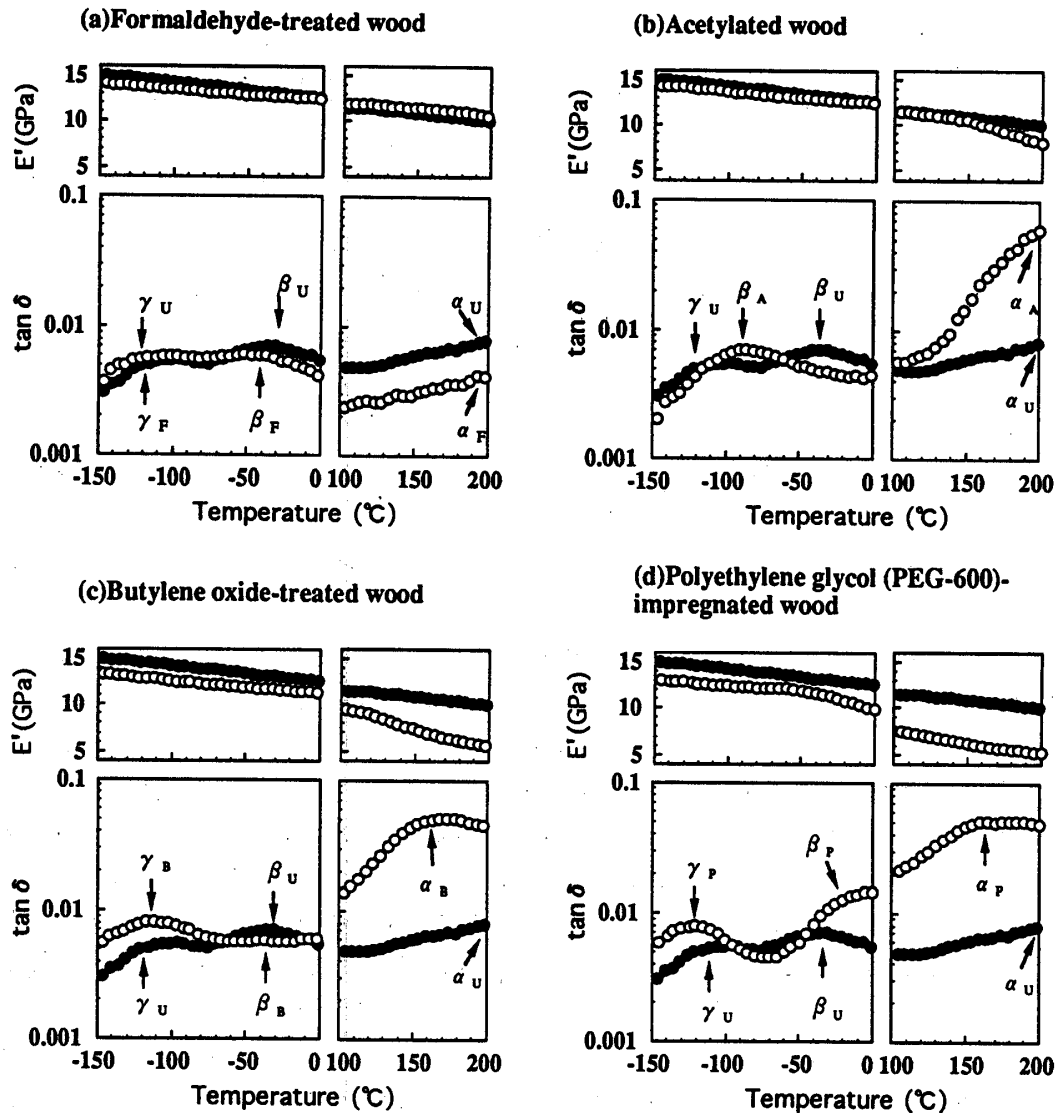 (a)Formaldehyde-treated wood
E'(GPa)
15
10
5
tan δ
0.1
0.01
0.001
γ U
β U
α U
γ F
β F
α F
-150 -100 -50 0 100 150 200
Temperature (℃)
(b)Acetylated wood
E'(GPa)
15
10
5
tan δ
0.1
0.01
0.001
γ U
β A
β U
α A
α U
-150 -100 -50 0 100 150 200
Temperature (℃)
(c)Butylene oxide-treated wood
E'(GPa)
15
10
5
tan δ
0.1
0.01
0.001
γ B
β U
α B
γ U
β B
α U
-150 -100 -50 0 100 150 200
Temperature (℃)
(d)Polyethylene glycol (PEG-600)-
impregnated wood
E'(GPa)
15
10
5
tan δ
0.1
0.01
0.001
γ P
β P
α P
γ U
β U
α U
-150 -100 -50 0 100 150 200
Temperature (℃)